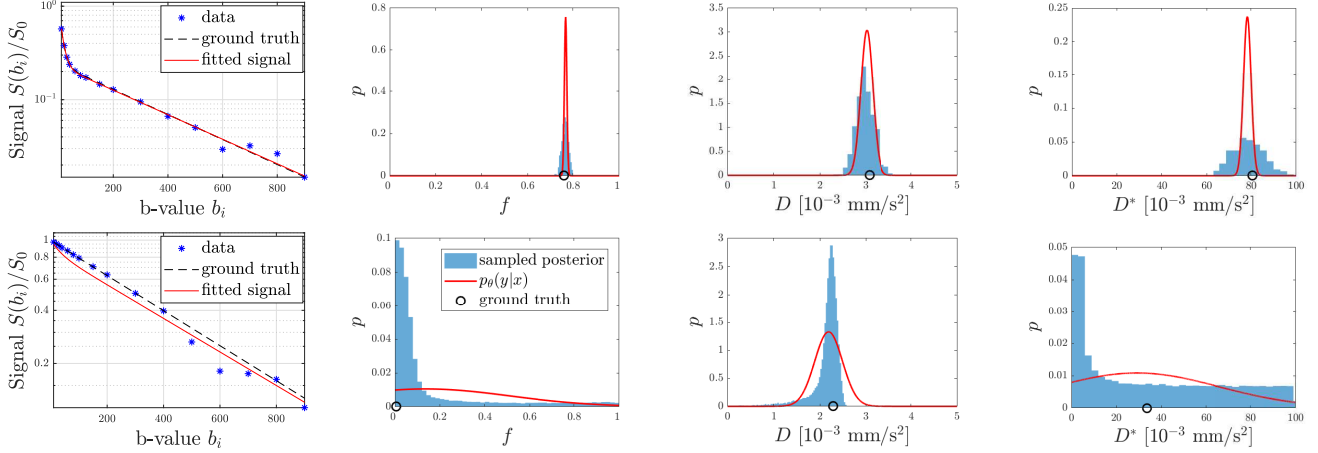 10^0
10^{-1}
Signal S(b_i)/S_0
data
ground truth
fitted signal
200 400 600 800
b-value b_i
0.8
0.6
0.4
0.2
0
p
0 0.2 0.4 0.6 0.8 1
f
3.5
3
2.5
2
1.5
1
0.5
0
p
0 1 2 3 4 5
D [10^{-3} mm/s^2]
0.25
0.20
0.15
0.10
0.05
0
p
0 20 40 60 80 100
D* [10^{-3} mm/s^2]
1
0.8
0.6
0.4
0.2
Signal S(b_i)/S_0
data
ground truth
fitted signal
200 400 600 800
b-value b_i
0.1
0.08
0.06
0.04
0.02
0
p
sampled posterior
p_θ(y|x)
ground truth
0 0.2 0.4 0.6 0.8 1
f
3
2.5
2
1.5
1
0.5
0
p
0 1 2 3 4 5
D [10^{-3} mm/s^2]
0.05
0.04
0.03
0.02
0.01
0
p
0 20 40 60 80 100
D* [10^{-3} mm/s^2]